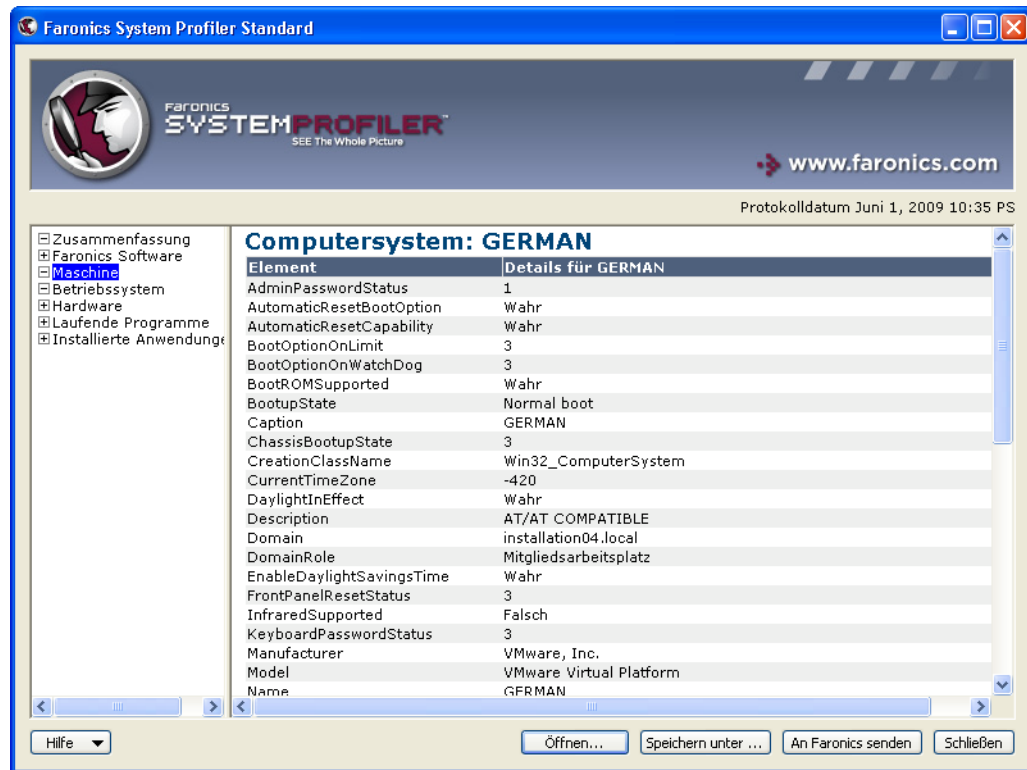 Faronics System Profiler Standard
Faronics
SYSTEMPROFILER™
SEE The Whole Picture
www.faronics.com
Protokolldatum Juni 1, 2009 10:35 PS
Zusammenfassung
Faronics Software
Maschine
Betriebssystem
Hardware
Laufende Programme
Installierte Anwendunge
Computersystem: GERMAN
Element Details für GERMAN
AdminPasswordStatus 1
AutomaticResetBootOption Wahr
AutomaticResetCapability Wahr
BootOptionOnLimit 3
BootOptionOnWatchDog 3
BootROMSupported Wahr
BootupState Normal boot
Caption GERMAN
ChassisBootupState 3
CreationClassName Win32_ComputerSystem
CurrentTimeZone -420
DaylightInEffect Wahr
Description AT/AT COMPATIBLE
Domain installation04.local
DomainRole Mitgliedsarbeitsplatz
EnableDaylightSavingsTime Wahr
FrontPanelResetStatus 3
InfraredSupported Falsch
KeyboardPasswordStatus 3
Manufacturer VMware, Inc.
Model VMware Virtual Platform
Name GERMAN
Hilfe Öffnen... Speichern unter ... An Faronics senden Schließen